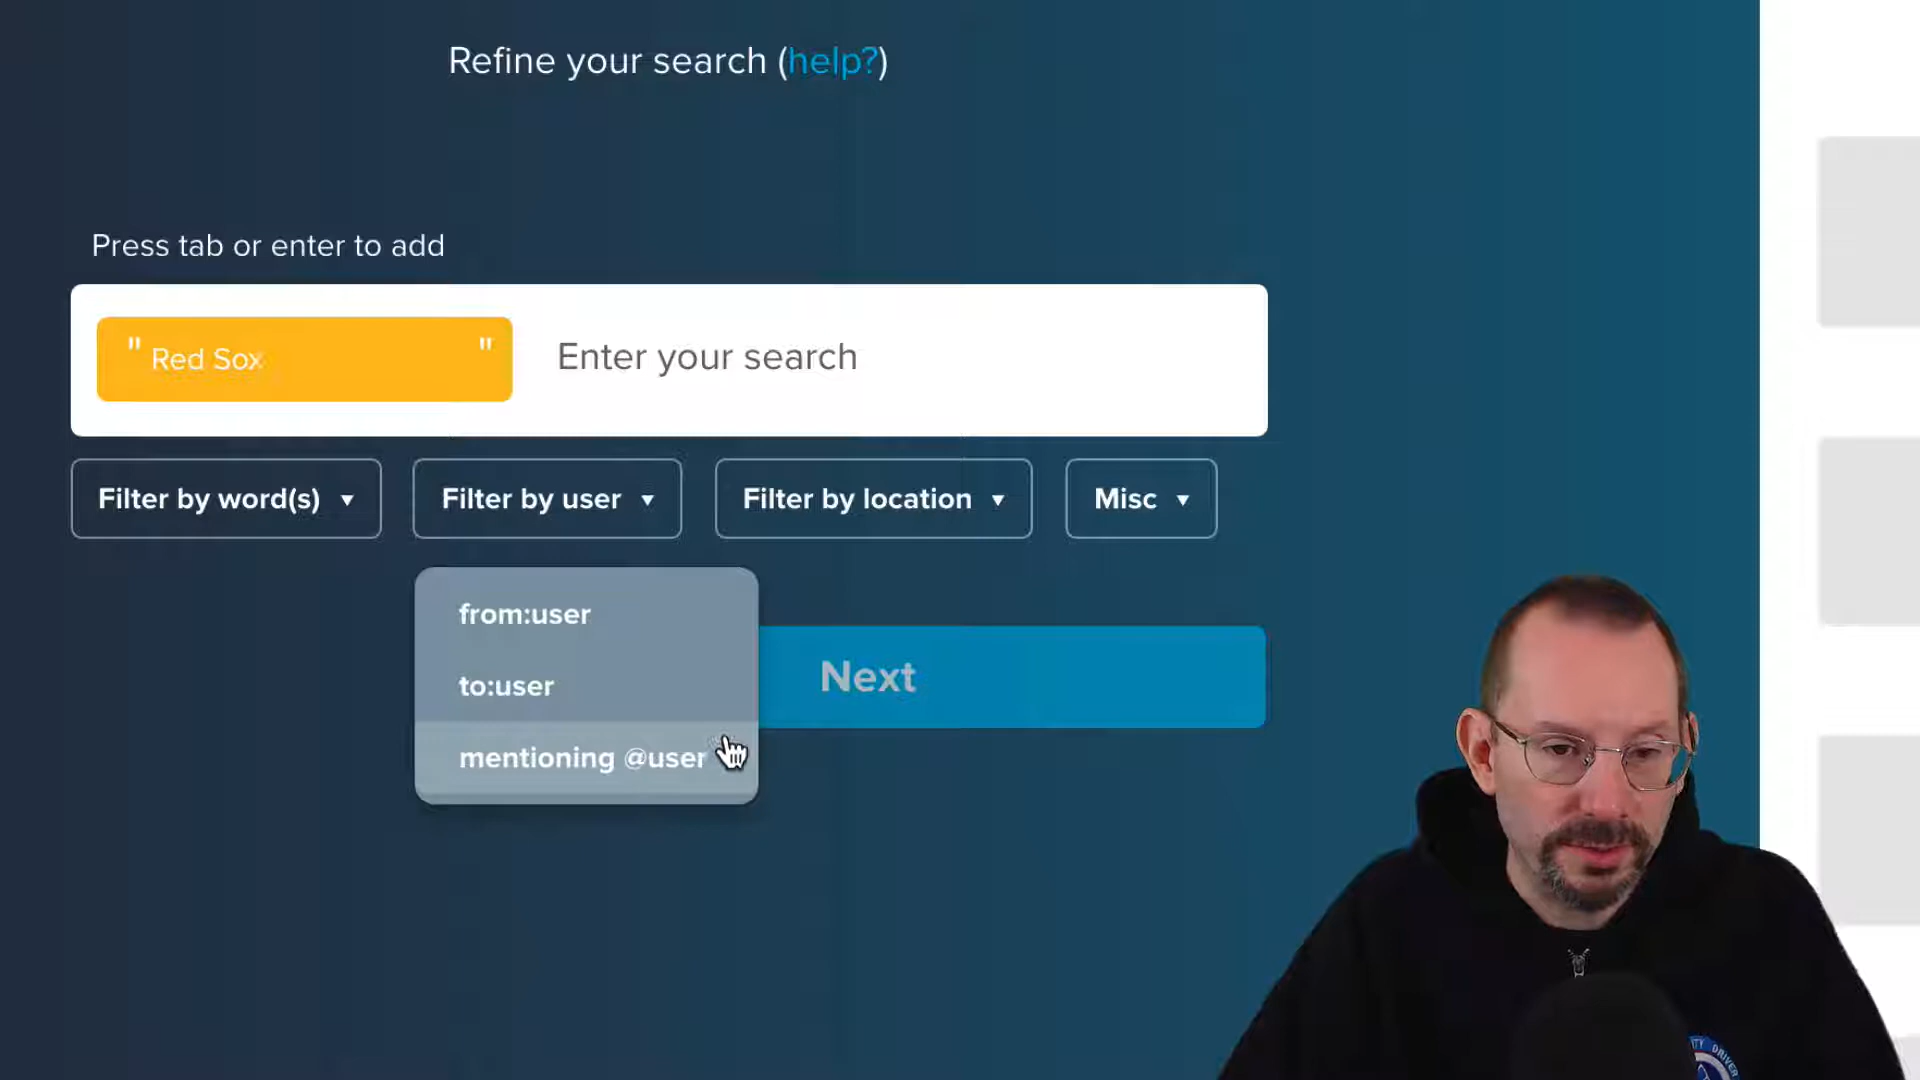 Refine your search (help?)
Press tab or enter to add
" Red Sox "
Enter your search
Filter by word(s) ▼
Filter by user ▼
Filter by location ▼
Misc ▼
from:user
to:user
mentioning @user
Next
DRIVER